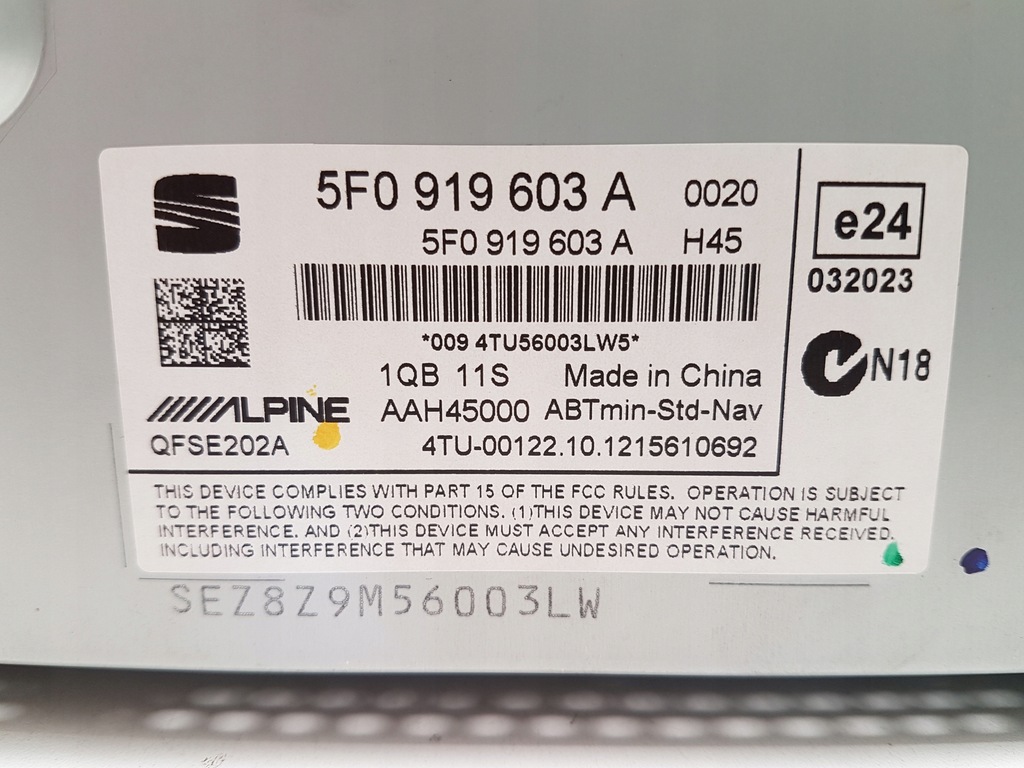 5F0 919 603 A 0020
5F0 919 603 A H45
e24
032023
*009 4TU56003LW5*
N18
1QB 11S Made in China
ALPINE AAH45000 ABTmin-Std-Nav
QFSE202A 4TU-00122.10.1215610692
THIS DEVICE COMPLIES WITH PART 15 OF THE FCC RULES. OPERATION IS SUBJECT
TO THE FOLLOWING TWO CONDITIONS. (1)THIS DEVICE MAY NOT CAUSE HARMFUL
INTERFERENCE. AND (2)THIS DEVICE MUST ACCEPT ANY INTERFERENCE RECEIVED.
INCLUDING INTERFERENCE THAT MAY CAUSE UNDESIRED OPERATION.
SEZ8Z9M56003LW